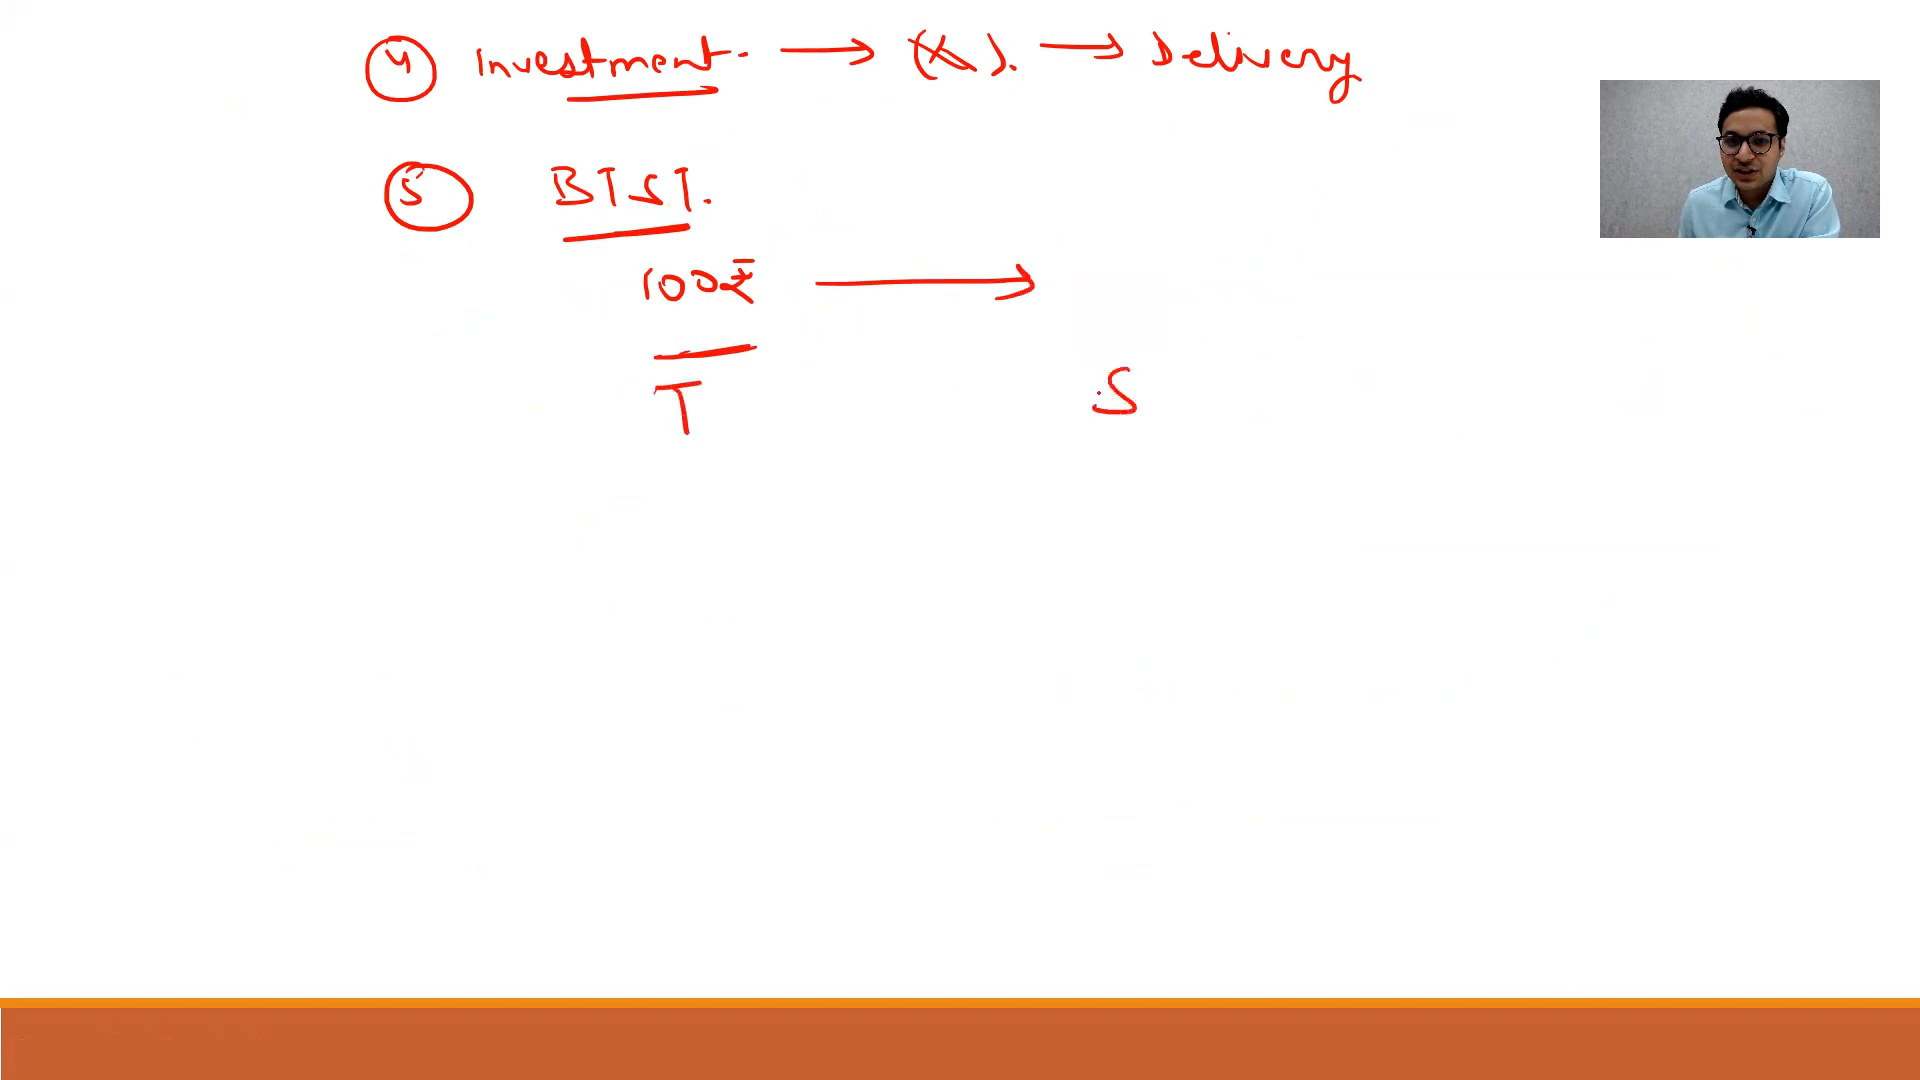 4 Investment. → (X). → Delivery
5 BTST.
100₹ →
T S